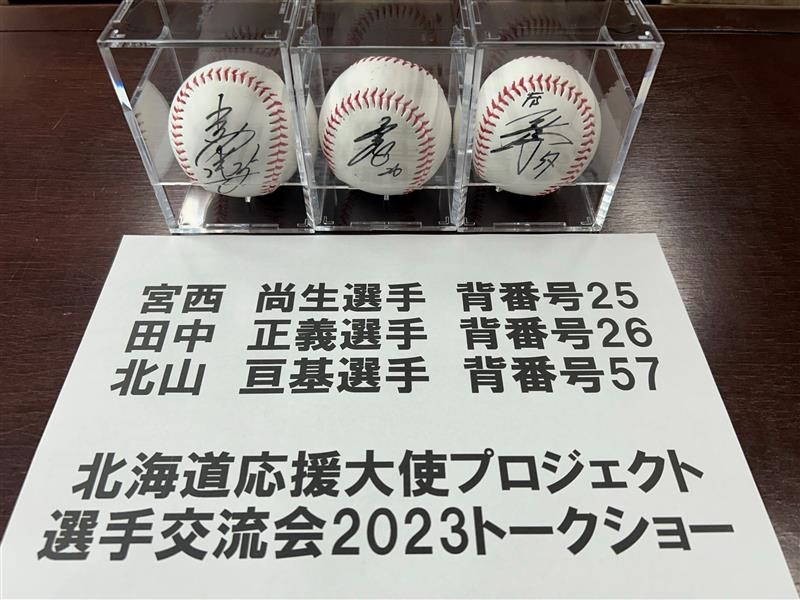 宮西 尚生選手 背番号25
田中 正義選手 背番号26
北山 亘基選手 背番号57
北海道応援大使プロジェクト
選手交流会2023トークショー